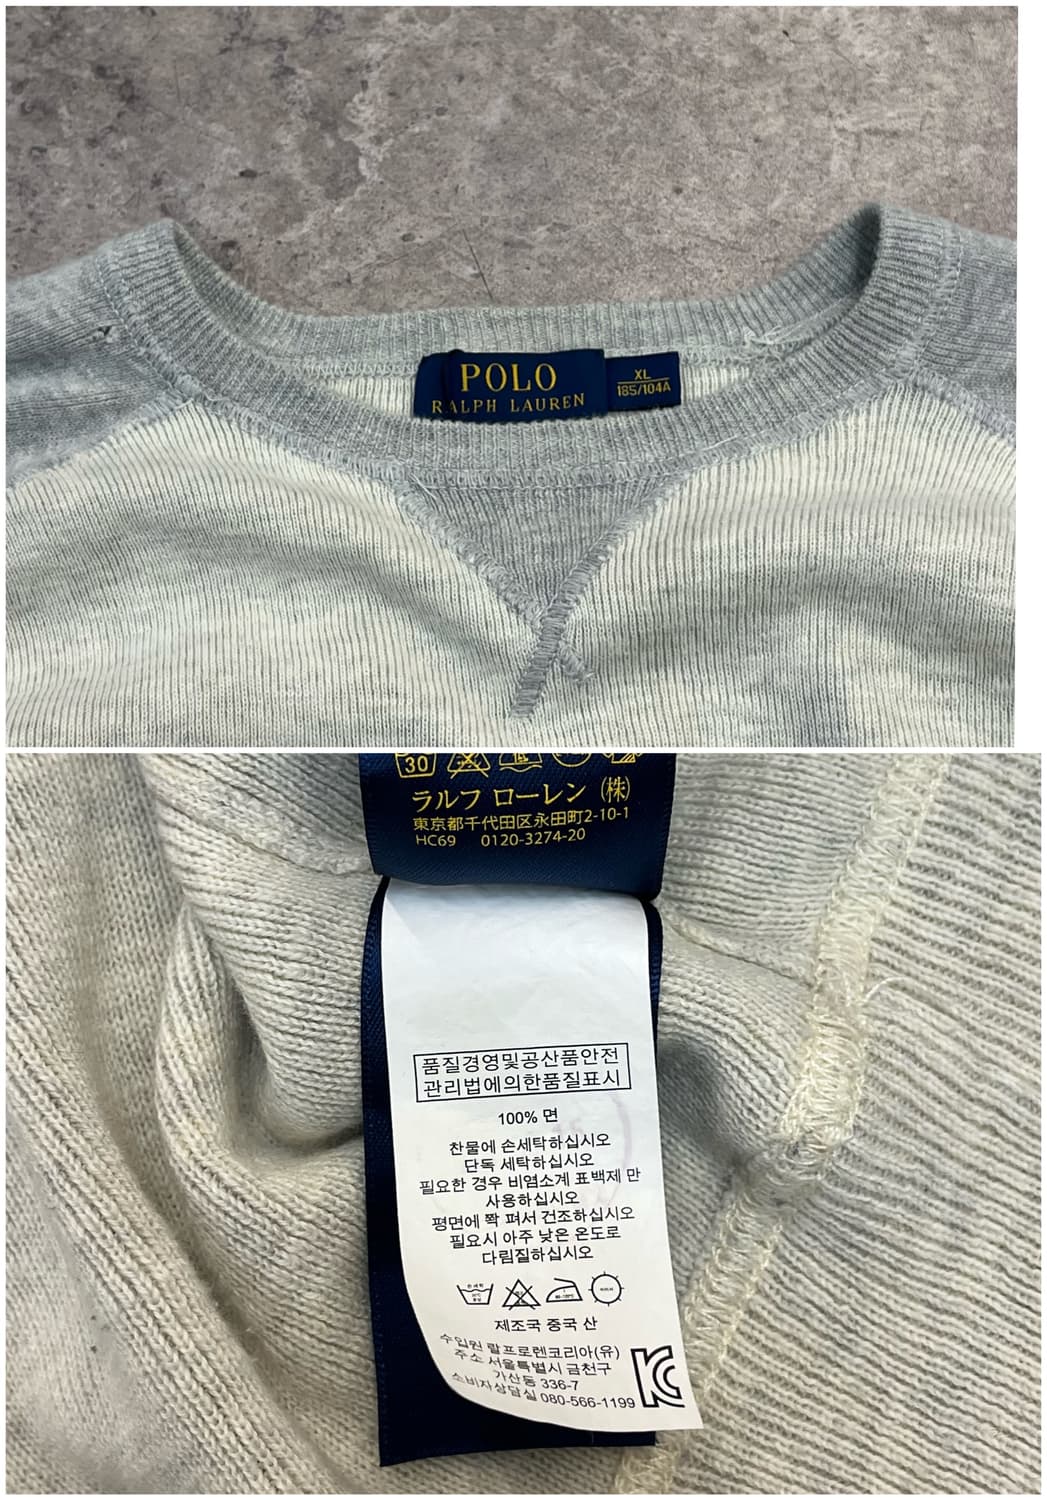 POLO
RALPH LAUREN
XL
185/104A
30
ラルフ ローレン (株)
東京都千代田区永田町2-10-1
HC69 0120-3274-20
품질경영및공산품안전
관리법에의한품질표시
100% 면
찬물에 손세탁하십시오
단독 세탁하십시오
필요한 경우 비염소계 표백제 만
사용하십시오
평면에 쫙 펴서 건조하십시오
필요시 아주 낮은 온도로
다림질하십시오
제조국 중국 산
수입원 랄프로렌코리아(유)
주소 서울특별시 금천구
가산동 336-7
소비자상담실 080-566-1199